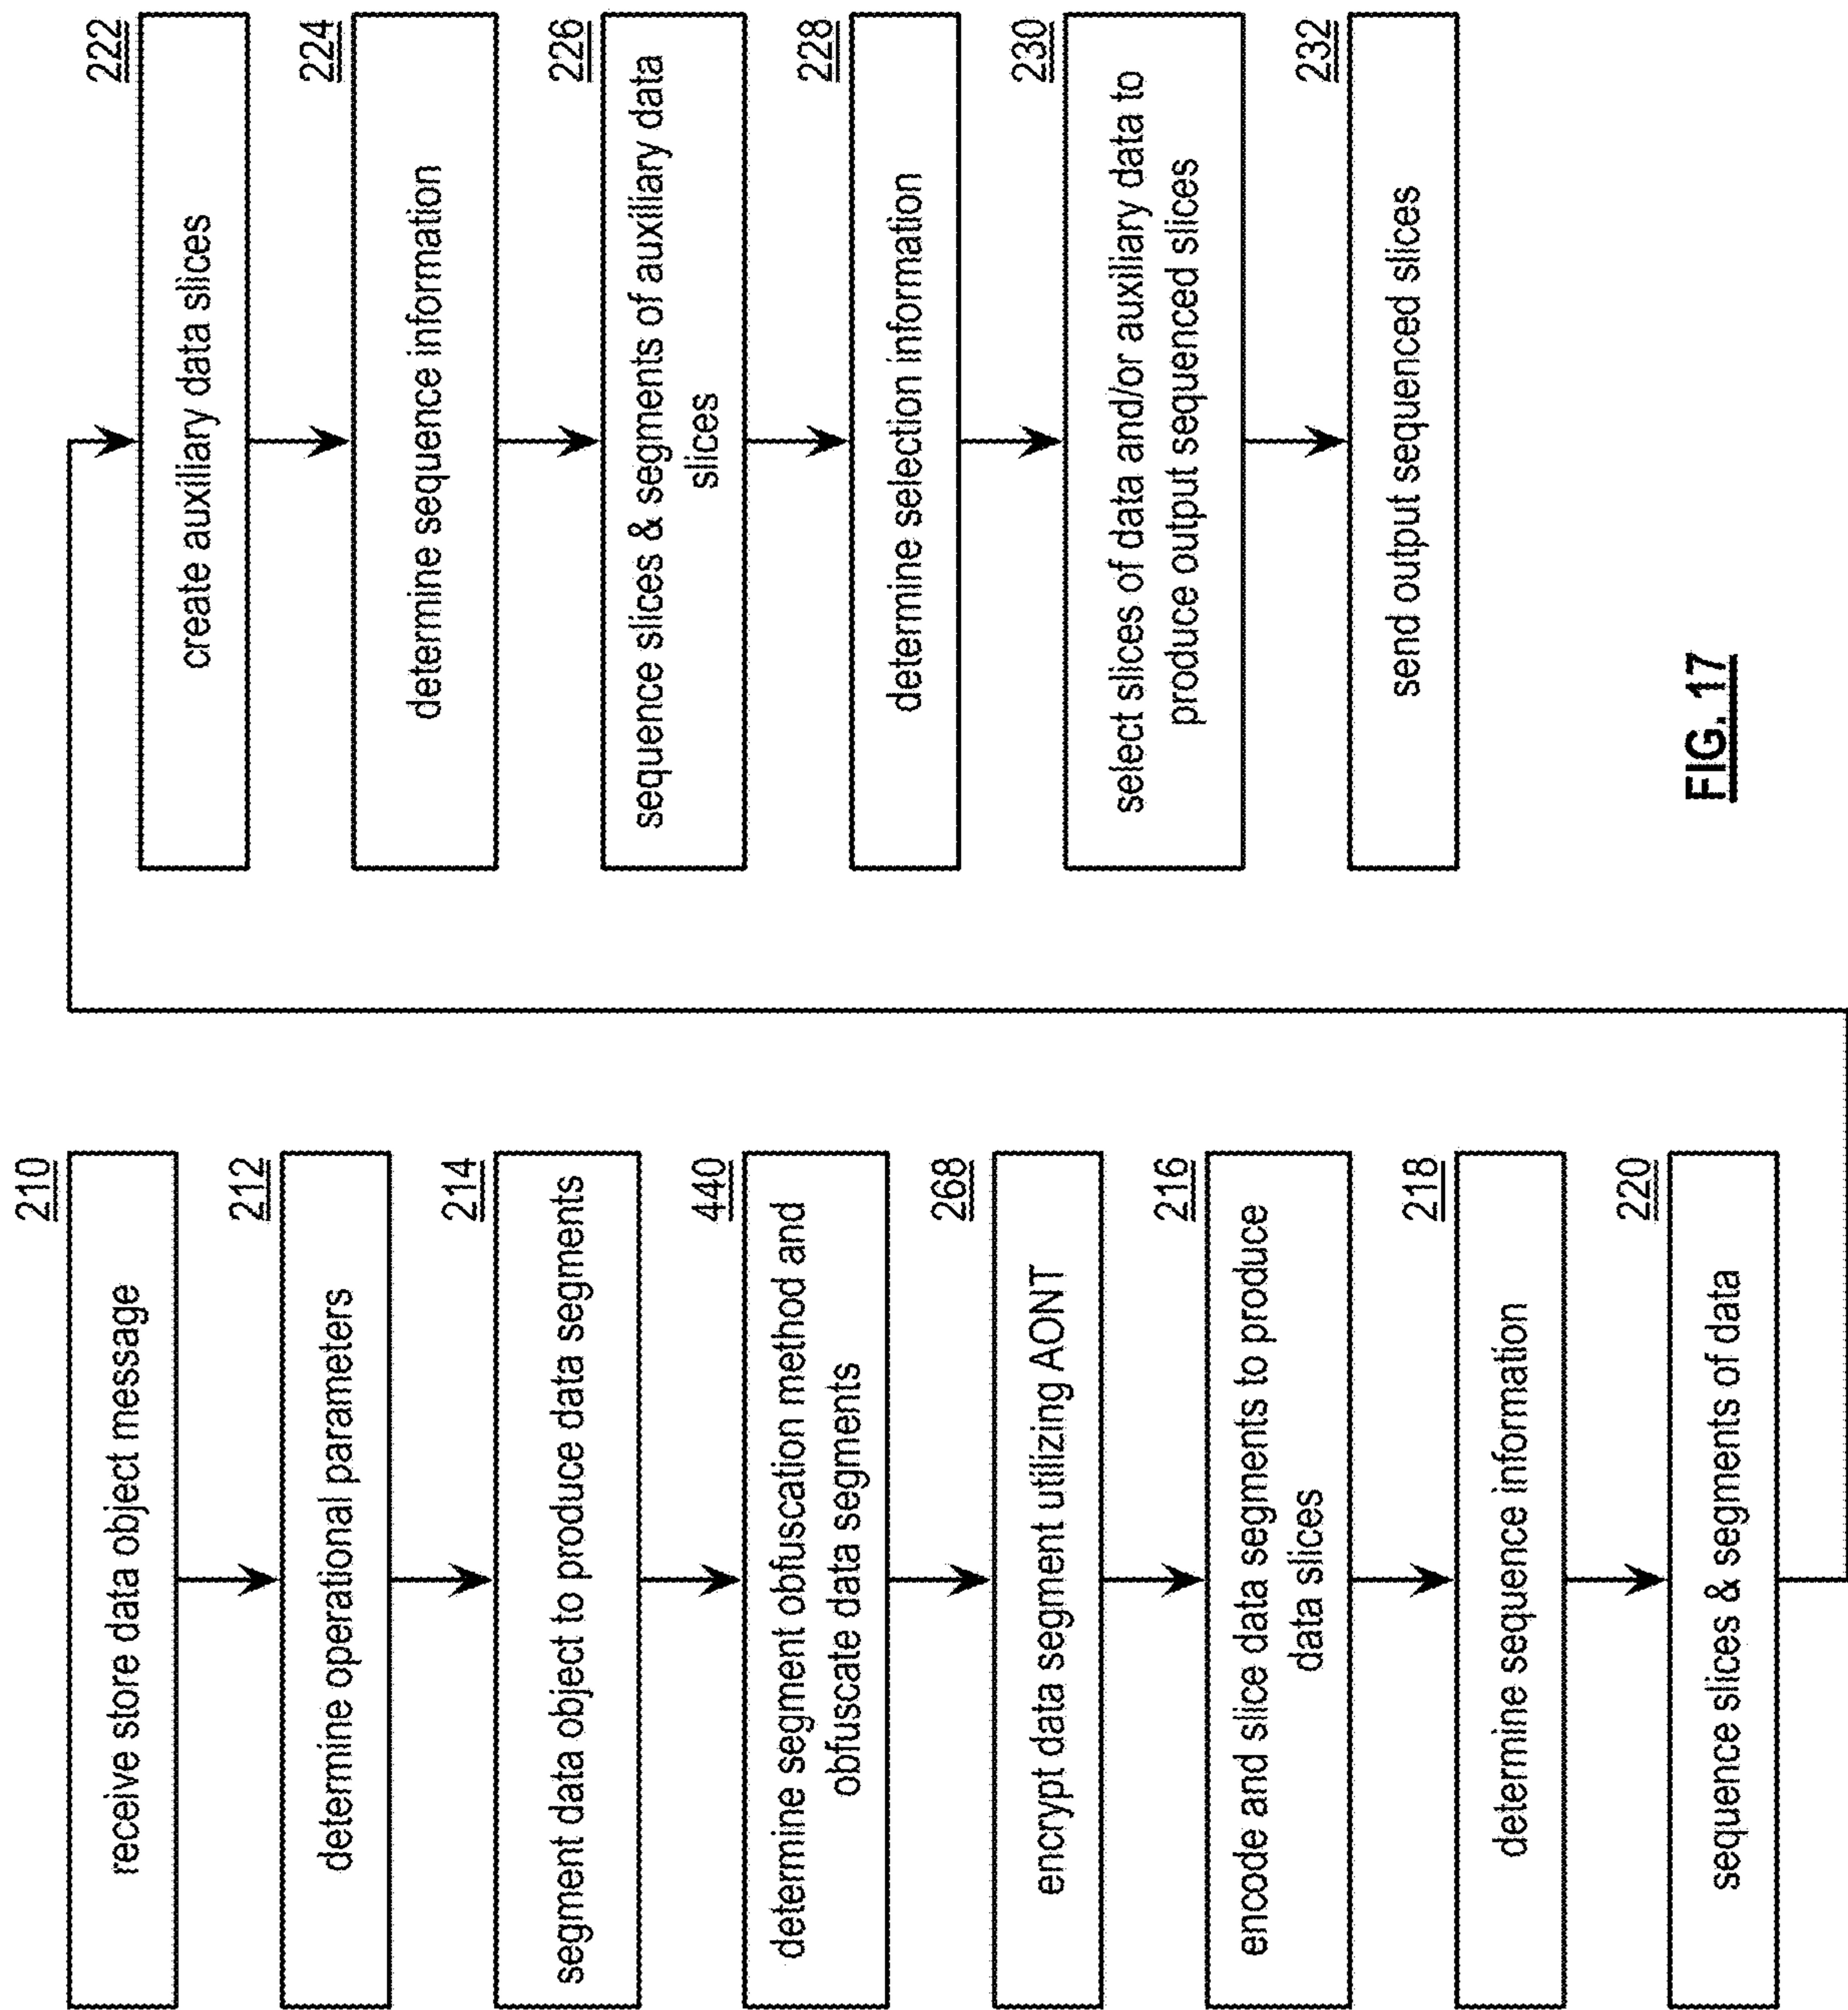 210
receive store data object message
212
determine operational parameters
214
segment data object to produce data segments
440
determine segment obfuscation method and
obfuscate data segments
268
encrypt data segment utilizing AONT
216
encode and slice data segments to produce
data slices
218
determine sequence information
220
sequence slices & segments of data
222
create auxiliary data slices
224
determine sequence information
226
sequence slices & segments of auxiliary data
slices
228
determine selection information
230
select slices of data and/or auxiliary data to
produce output sequenced slices
232
send output sequenced slices
FIG. 17